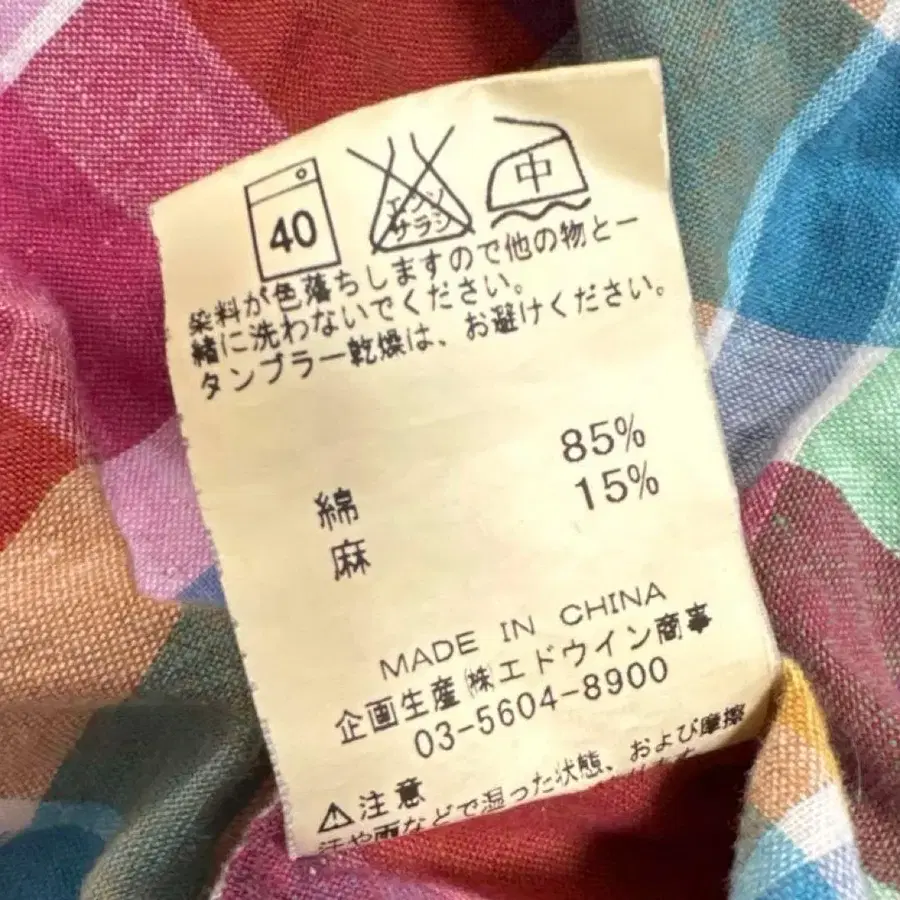 40
エンソ
サラシ
中
染料が色落ちしますので他の物と一
緒に洗わないでください。
タンブラー乾燥は、お避けください。
綿 85%
麻 15%
MADE IN CHINA
企画生産㈱エドウイン商事
03-5604-8900
⚠注意
汗や雨などで湿った状態、および摩擦